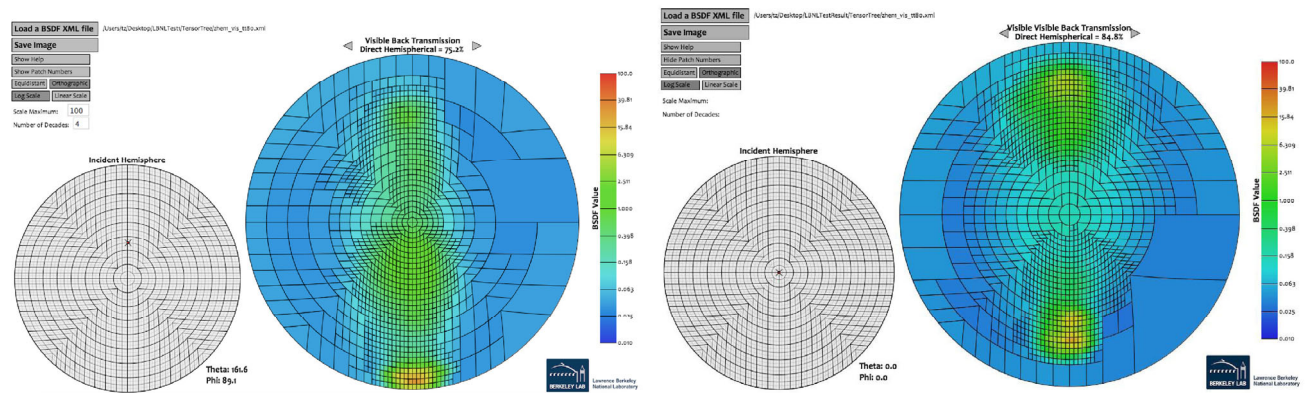 Load a BSDF XML file
/Users/tz/Desktop/LBNLTest/TensorTree/zhem_vis_tt80.xml
Save Image
Show Help
Show Patch Numbers
Equidistant
Orthographic
Log Scale
Linear Scale
Scale Maximum: 100
Number of Decades: 4
Visible Back Transmission
Direct Hemispherical = 75.2%
Incident Hemisphere
Theta: 161.6
Phi: 89.1
100.0
39.81
15.84
6.309
2.511
1.000
0.398
0.158
0.063
0.025
0.010
BSDF Value
BERKELEY LAB
Lawrence Berkeley
National Laboratory
Load a BSDF XML file
/Users/tz/Desktop/LBNLTestResult/TensorTree/zhem_vis_tt80.xml
Save Image
Show Help
Hide Patch Numbers
Equidistant
Orthographic
Log Scale
Linear Scale
Scale Maximum:
Number of Decades:
Visible Visible Back Transmission
Direct Hemispherical = 84.8%
Incident Hemisphere
Theta: 0.0
Phi: 0.0
100.0
39.81
15.84
6.309
2.511
1.000
0.398
0.158
0.063
0.025
0.010
BSDF Value
BERKELEY LAB
Lawrence Berkeley
National Laboratory